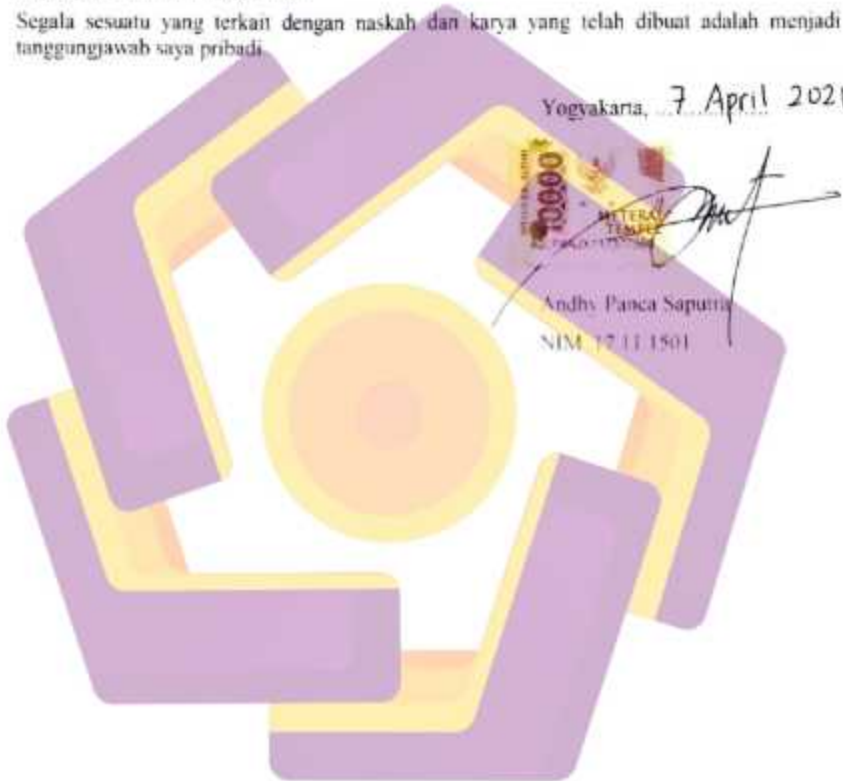 Segala sesuatu yang terkait dengan naskah dan karya yang telah dibuat adalah menjadi
tanggungjawab saya pribadi
Yogyakarta, 7 April 2021
10000
METERAI
TEMPEL
Andhy Panca Saputra
NIM 17 11 1501